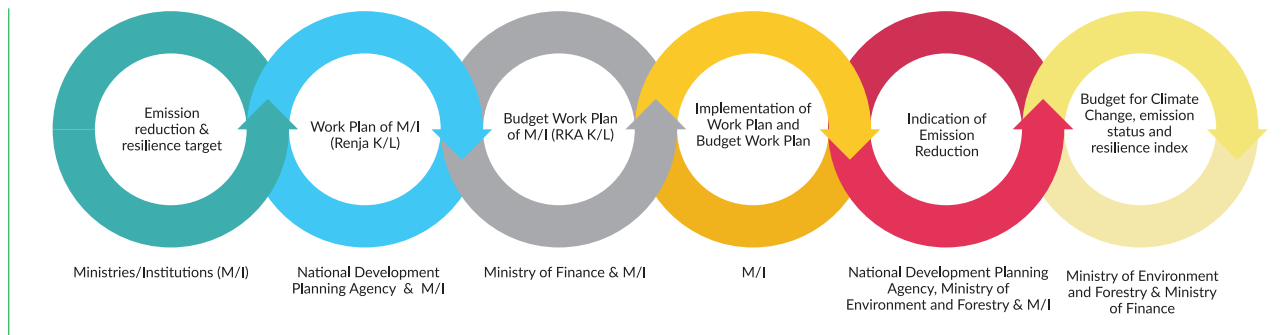 Emission
reduction &
resilience target
Work Plan of M/I
(Renja K/L)
Budget Work Plan
of M/I (RKA K/L)
Implementation of
Work Plan and
Budget Work Plan
Indication of
Emission
Reduction
Budget for Climate
Change, emission
status and
resilience index
Ministries/Institutions (M/I)
National Development
Planning Agency & M/I
Ministry of Finance & M/I
M/I
National Development Planning
Agency, Ministry of
Environment and Forestry & M/I
Ministry of Environment
and Forestry & Ministry
of Finance